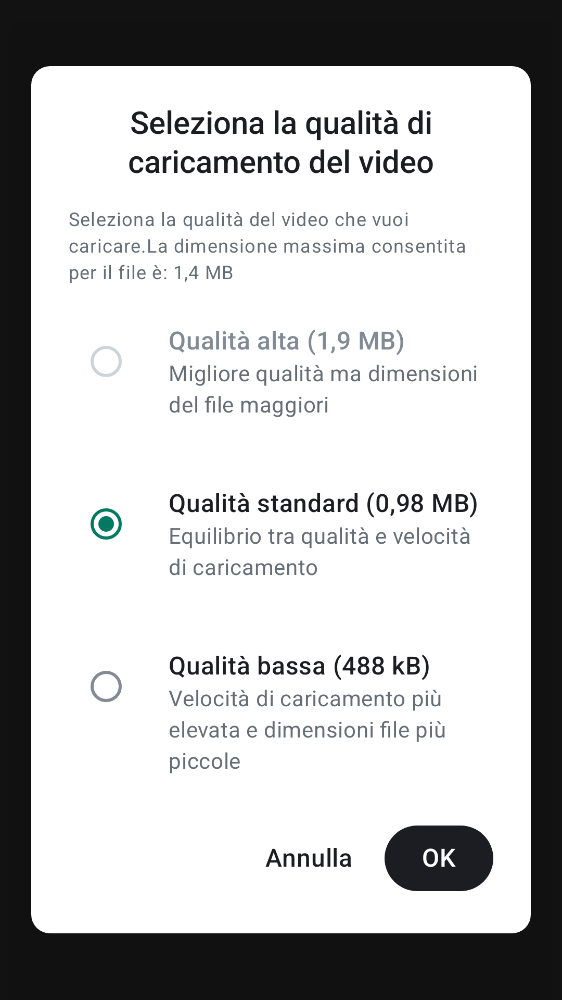 Seleziona la qualità di
caricamento del video
Seleziona la qualità del video che vuoi
caricare.La dimensione massima consentita
per il file è: 1,4 MB
Qualità alta (1,9 MB)
Migliore qualità ma dimensioni
del file maggiori
Qualità standard (0,98 MB)
Equilibrio tra qualità e velocità
di caricamento
Qualità bassa (488 kB)
Velocità di caricamento più
elevata e dimensioni file più
piccole
Annulla
OK